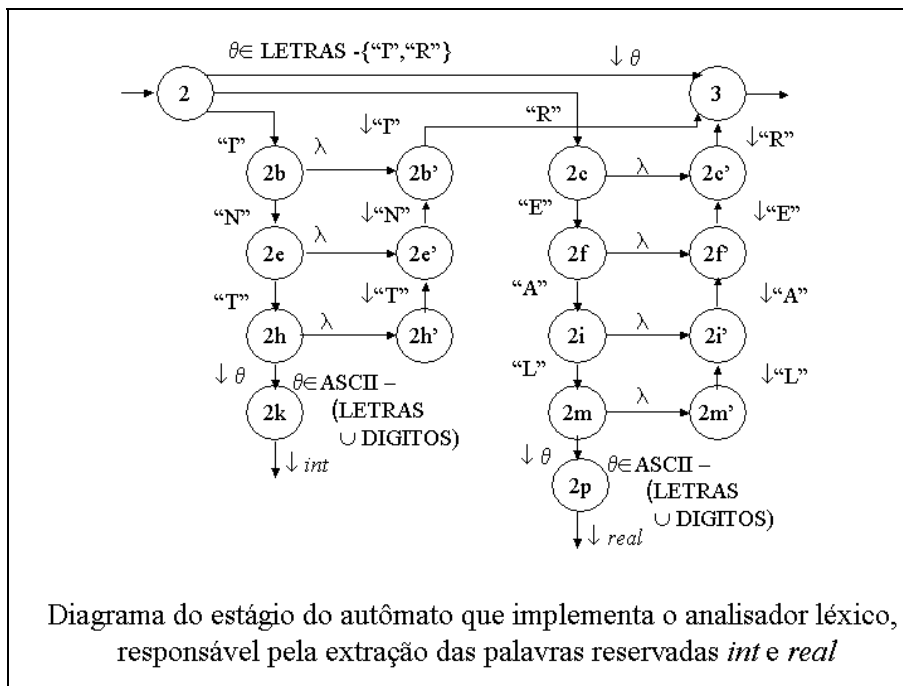 θ∈ LETRAS -{“I”,“R”}
↓ θ
2
3
“I”
λ
↓“I”
“R”
↓“R”
2b
2b’
2c
λ
2c’
“N”
λ
↓“N”
“E”
↓“E”
2e
2e’
2f
λ
2f’
“T”
↓“T”
“A”
↓“A”
2h
λ
2h’
2i
λ
2i’
“L”
↓“L”
↓ θ
θ∈ASCII –
2k
(LETRAS
∪ DIGITOS)
2m
λ
2m’
↓ int
↓ θ
θ∈ASCII –
2p
(LETRAS
∪ DIGITOS)
↓ real
Diagrama do estágio do autômato que implementa o analisador léxico,
responsável pela extração das palavras reservadas int e real